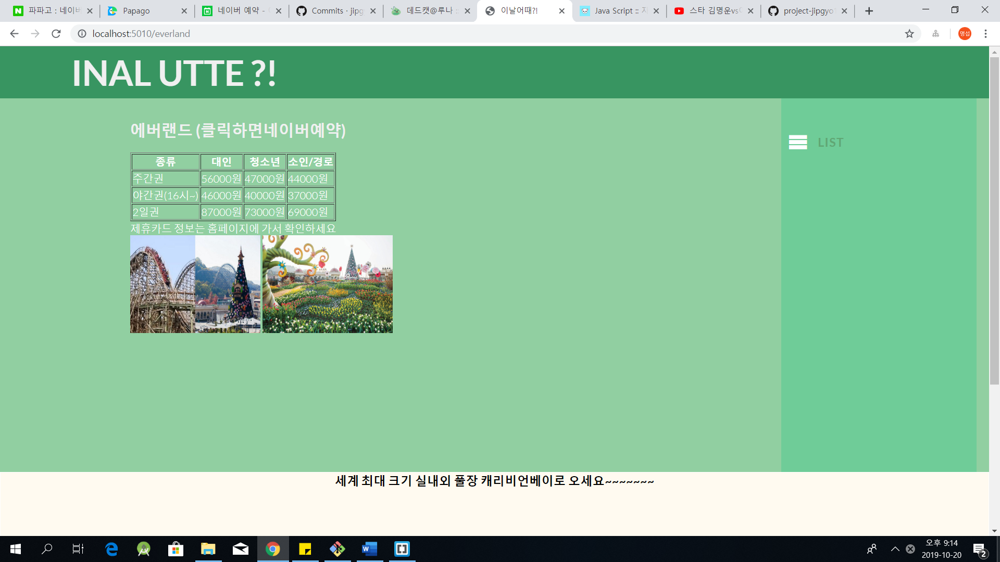 파파고 : 네이버
Papago
네이버 예약 -
Commits · jipg
데드캣@루나 :
이날어때?!
Java Script :: 지
스타 김명운vs
project-jipgyo
localhost:5010/everland
명섭
INAL UTTE ?!
에버랜드 (클릭하면네이버예약)
LIST
종류 대인 청소년 소인/경로
주간권 56000원 47000원 44000원
야간권(16시~) 46000원 40000원 37000원
2일권 87000원 73000원 69000원
제휴카드 정보는 홈페이지에 가서 확인하세요
세계 최대 크기 실내외 풀장 캐리비언베이로 오세요~~~~~~~
오후 9:14
2019-10-20
2